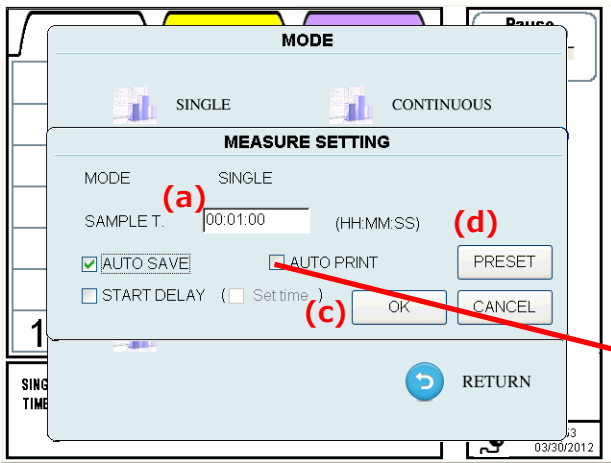 Pause
MODE
SINGLE
CONTINUOUS
MEASURE SETTING
MODE SINGLE
(a)
SAMPLE T. 00:01:00 (HH:MM:SS)
(d)
AUTO SAVE AUTO PRINT PRESET
START DELAY ( Set time )
(c)
OK CANCEL
1
RETURN
SING
TIME
03/30/2012